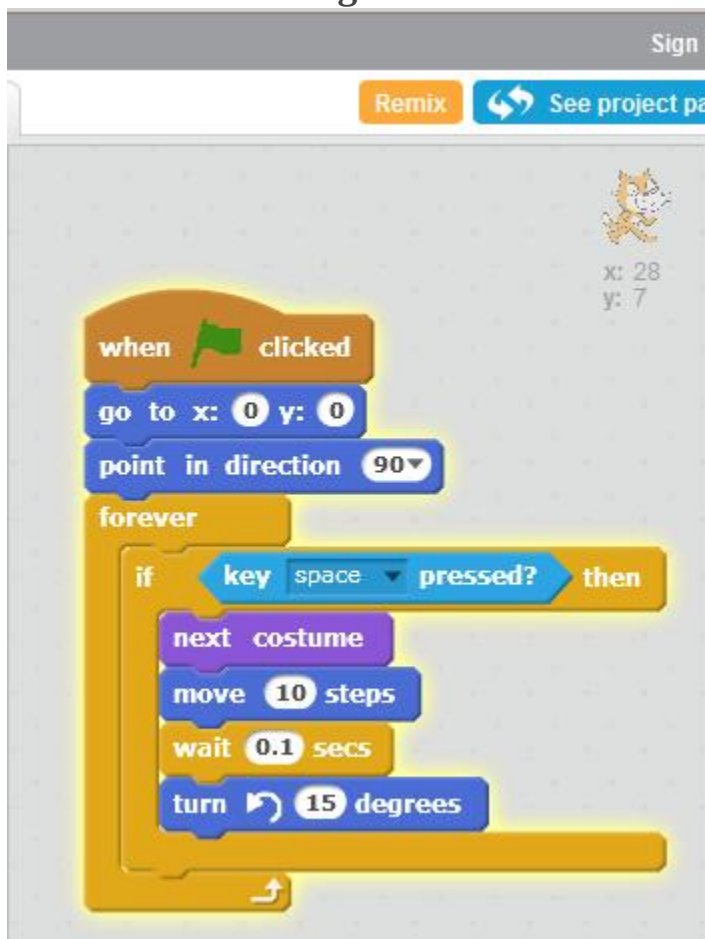 Sign
Remix See project pa
x: 28
y: 7
when clicked
go to x: 0 y: 0
point in direction 90
forever
if key space pressed? then
next costume
move 10 steps
wait 0.1 secs
turn 15 degrees